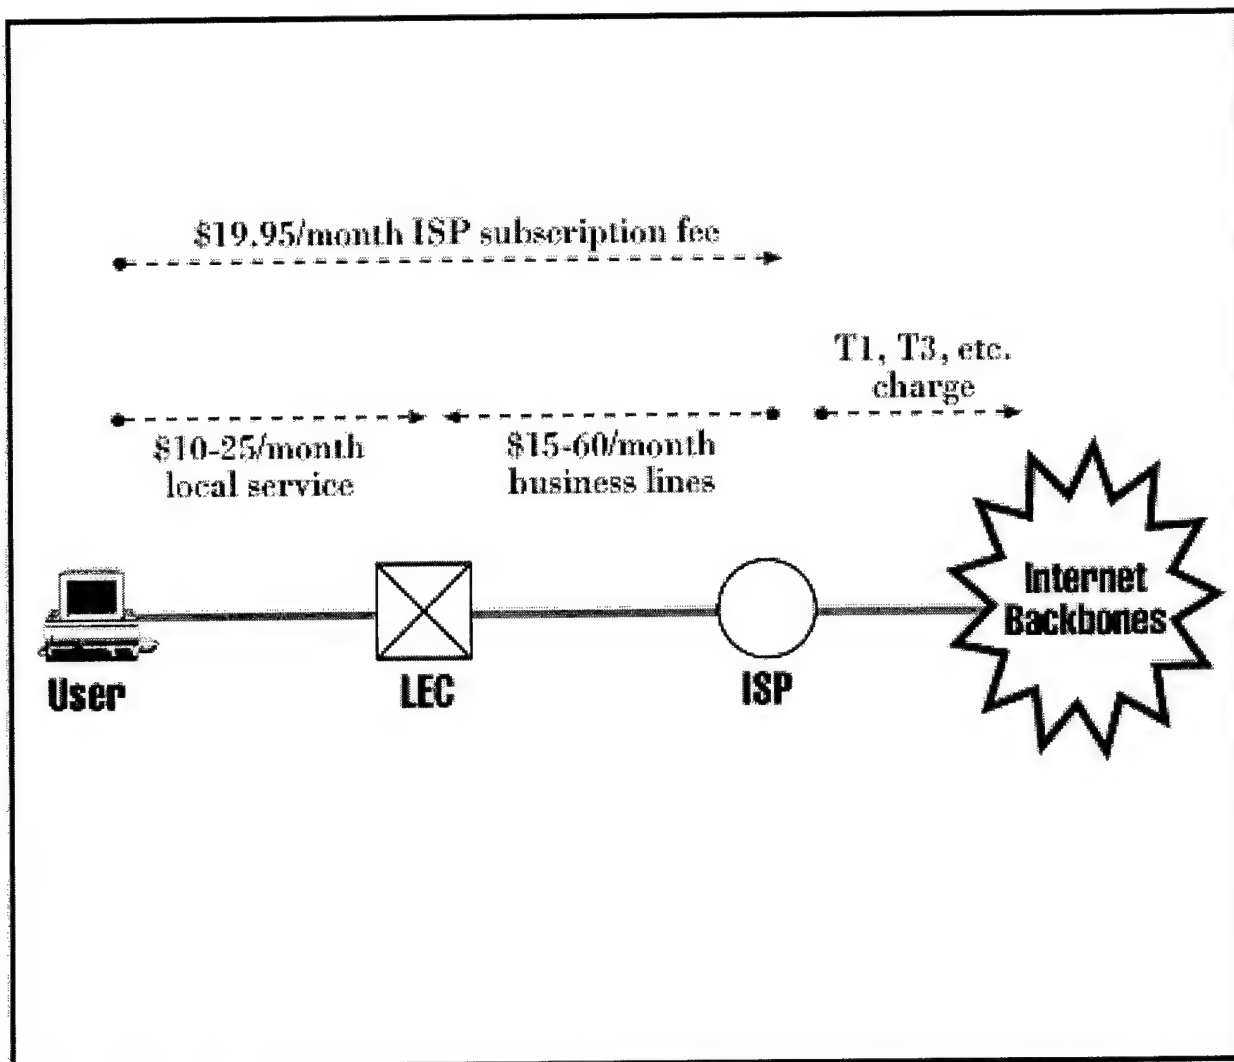 $19.95/month ISP subscription fee
T1, T3, etc.
charge
$10-25/month
local service
$15-60/month
business lines
Internet
Backbones
User
LEC
ISP